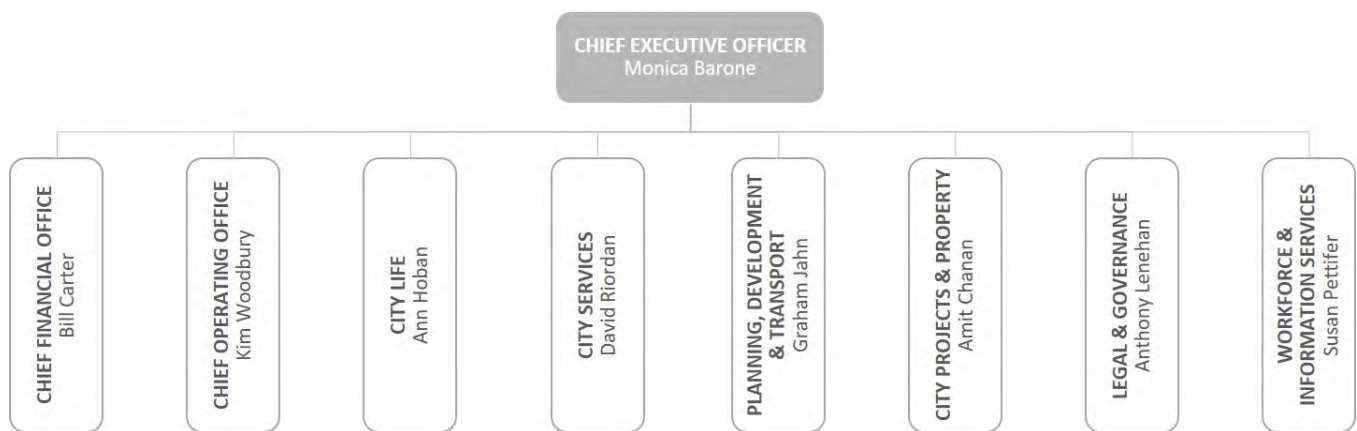 CHIEF EXECUTIVE OFFICER
Monica Barone
CHIEF FINANCIAL OFFICE
Bill Carter
CHIEF OPERATING OFFICE
Kim Woodbury
CITY LIFE
Ann Hoban
CITY SERVICES
David Riordan
PLANNING, DEVELOPMENT
& TRANSPORT
Graham Jahn
CITY PROJECTS & PROPERTY
Amit Chanan
LEGAL & GOVERNANCE
Anthony Lenehan
WORKFORCE &
INFORMATION SERVICES
Susan Pettifer